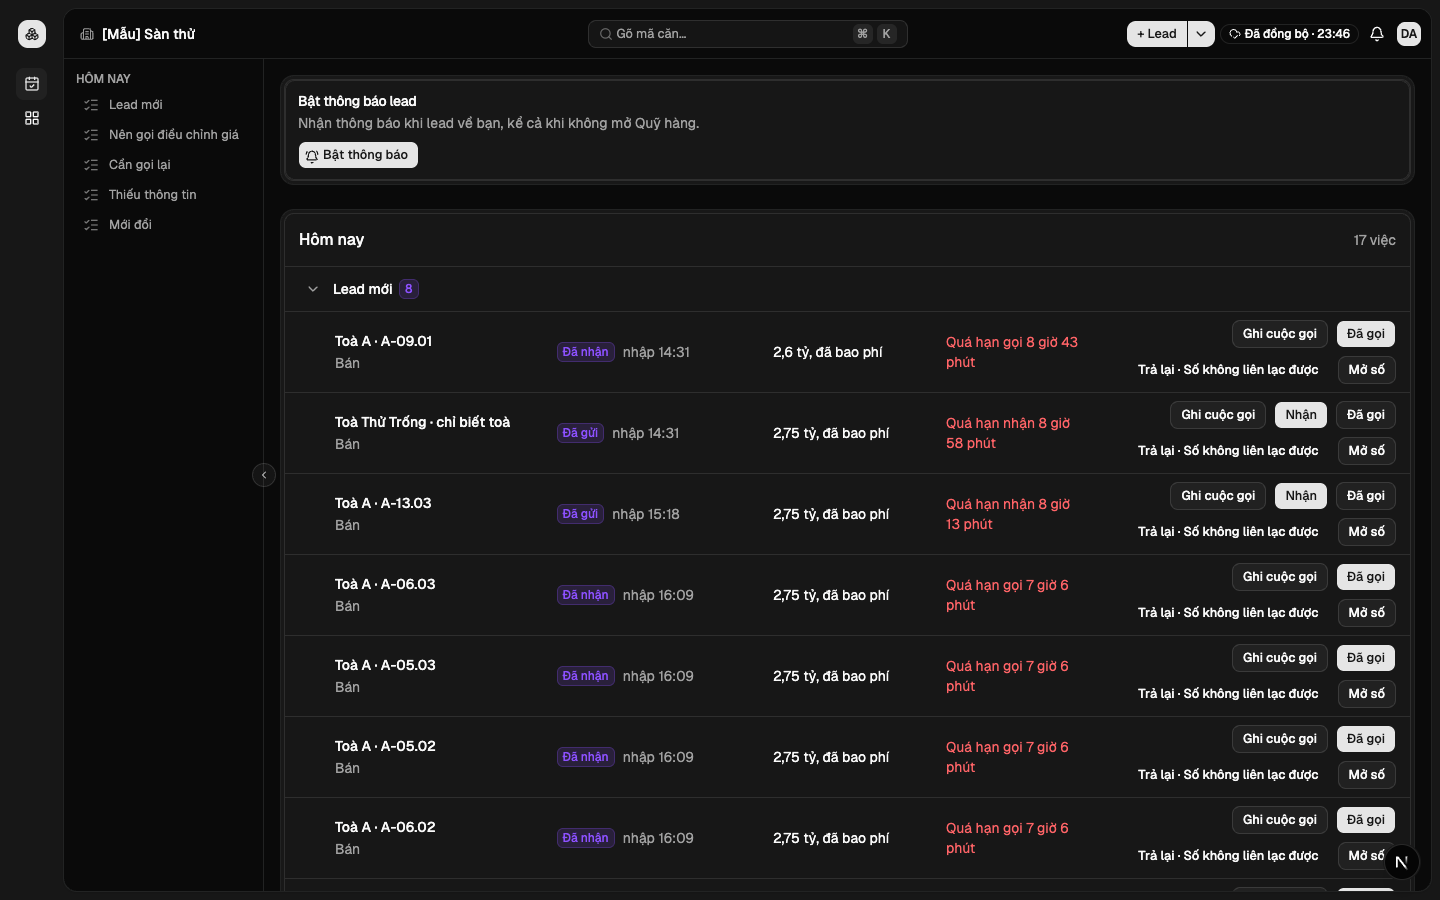 [Mẫu] Sàn thử
Gõ mã căn...
⌘ K
+ Lead
Đã đồng bộ · 23:46
DA
HÔM NAY
Lead mới
Nên gọi điều chỉnh giá
Cần gọi lại
Thiếu thông tin
Mới đổi
Bật thông báo lead
Nhận thông báo khi lead về bạn, kể cả khi không mở Quỹ hàng.
Bật thông báo
Hôm nay
17 việc
Lead mới 8
Toà A · A-09.01
Bán
Đã nhận nhập 14:31
2,6 tỷ, đã bao phí
Quá hạn gọi 8 giờ 43
phút
Ghi cuộc gọi Đã gọi
Trả lại · Số không liên lạc được Mở số
Toà Thử Trống · chỉ biết toà
Bán
Đã gửi nhập 14:31
2,75 tỷ, đã bao phí
Quá hạn nhận 8 giờ
58 phút
Ghi cuộc gọi Nhận Đã gọi
Trả lại · Số không liên lạc được Mở số
Toà A · A-13.03
Bán
Đã gửi nhập 15:18
2,75 tỷ, đã bao phí
Quá hạn nhận 8 giờ
13 phút
Ghi cuộc gọi Nhận Đã gọi
Trả lại · Số không liên lạc được Mở số
Toà A · A-06.03
Bán
Đã nhận nhập 16:09
2,75 tỷ, đã bao phí
Quá hạn gọi 7 giờ 6
phút
Ghi cuộc gọi Đã gọi
Trả lại · Số không liên lạc được Mở số
Toà A · A-05.03
Bán
Đã nhận nhập 16:09
2,75 tỷ, đã bao phí
Quá hạn gọi 7 giờ 6
phút
Ghi cuộc gọi Đã gọi
Trả lại · Số không liên lạc được Mở số
Toà A · A-05.02
Bán
Đã nhận nhập 16:09
2,75 tỷ, đã bao phí
Quá hạn gọi 7 giờ 6
phút
Ghi cuộc gọi Đã gọi
Trả lại · Số không liên lạc được Mở số
Toà A · A-06.02
Bán
Đã nhận nhập 16:09
2,75 tỷ, đã bao phí
Quá hạn gọi 7 giờ 6
phút
Ghi cuộc gọi Đã gọi
Trả lại · Số không liên lạc được Mở số
N